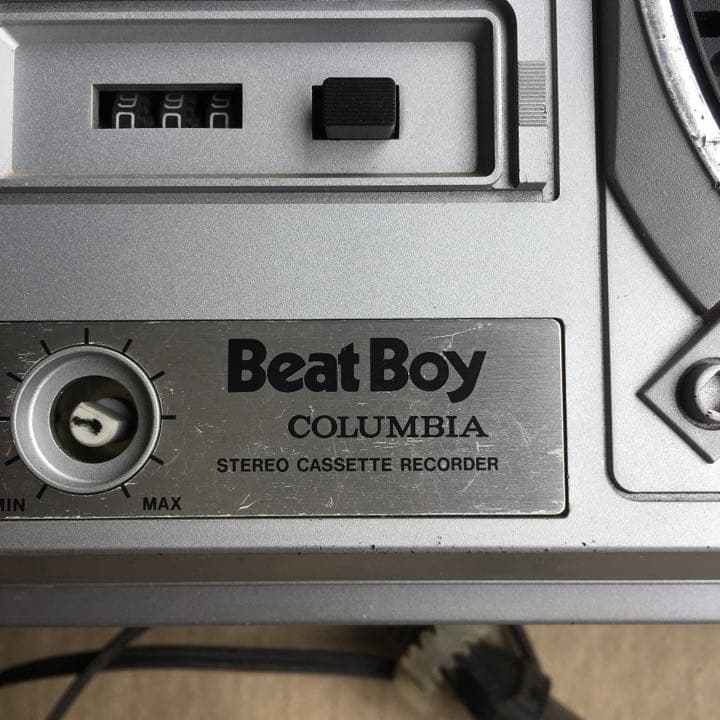 Beat Boy
COLUMBIA
STEREO CASSETTE RECORDER
MIN
MAX